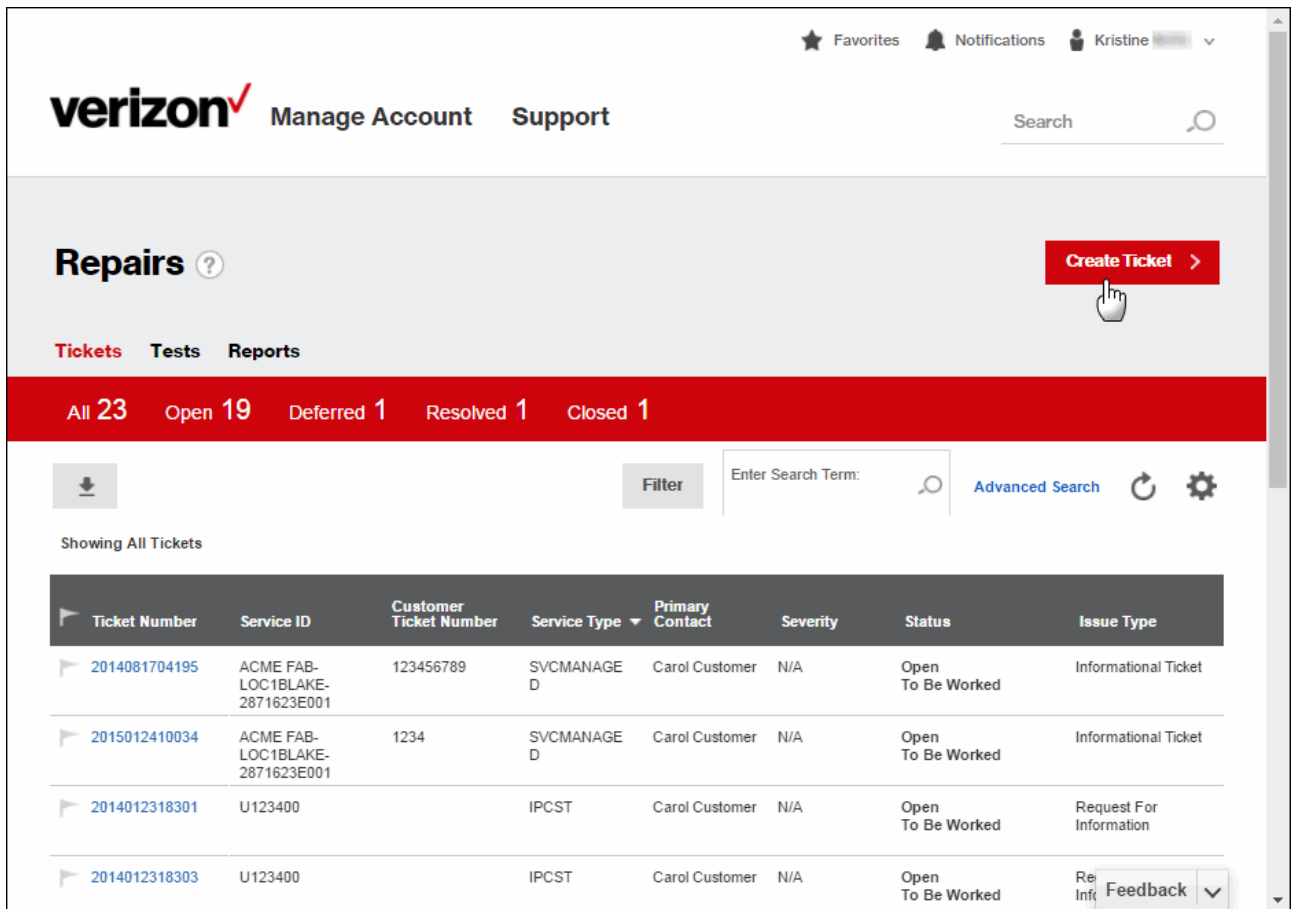 Favorites Notifications Kristine
verizon Manage Account Support Search
Repairs ? Create Ticket
Tickets Tests Reports
All 23 Open 19 Deferred 1 Resolved 1 Closed 1
Filter Enter Search Term: Advanced Search
Showing All Tickets
Ticket Number Service ID Customer Ticket Number Service Type Primary Contact Severity Status Issue Type
2014081704195 ACME FAB- 123456789 SVCMANAGE Carol Customer N/A Open Informational Ticket
LOC1BLAKE- D To Be Worked
2871623E001
2015012410034 ACME FAB- 1234 SVCMANAGE Carol Customer N/A Open Informational Ticket
LOC1BLAKE- D To Be Worked
2871623E001
2014012318301 U123400 IPCST Carol Customer N/A Open Request For
To Be Worked Information
2014012318303 U123400 IPCST Carol Customer N/A Open
To Be Worked
Feedback